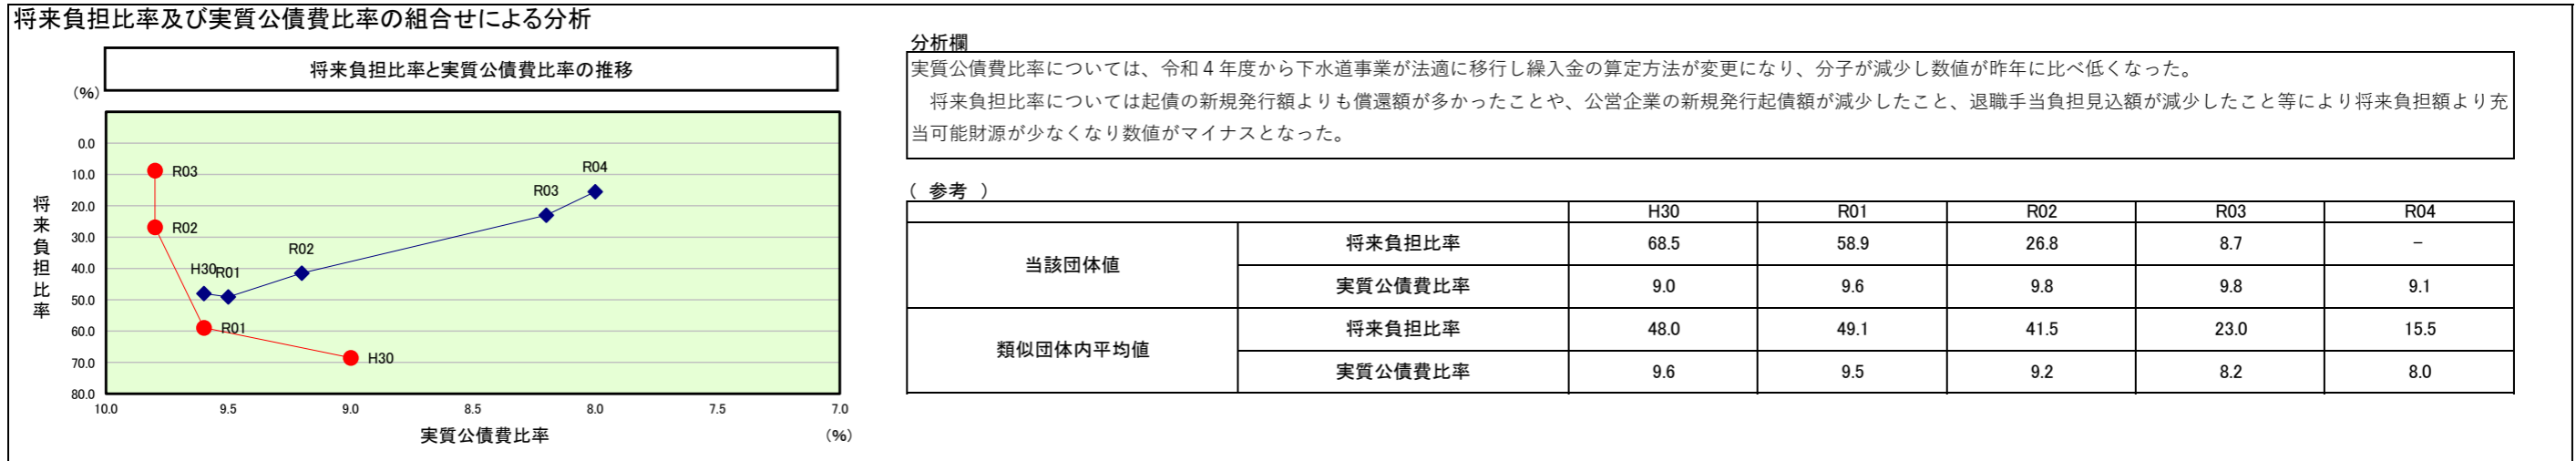 将来負担比率及び実質公債費比率の組合せによる分析
将来負担比率と実質公債費比率の推移
(%)
0.0
10.0
20.0
30.0
40.0
50.0
60.0
70.0
80.0
将来負担比率
R03
R02
R01
H30
H30
R01
R02
R03
R04
10.0 9.5 9.0 8.5 8.0 7.5 7.0
実質公債費比率
(%)
分析欄
実質公債費比率については、令和４年度から下水道事業が法適に移行し繰入金の算定方法が変更になり、分子が減少し数値が昨年に比べ低くなった。
　将来負担比率については起債の新規発行額よりも償還額が多かったことや、公営企業の新規発行起債額が減少したこと、退職手当負担見込額が減少したこと等により将来負担額より充
当可能財源が少なくなり数値がマイナスとなった。
( 参考 )
H30 R01 R02 R03 R04
当該団体値
将来負担比率 68.5 58.9 26.8 8.7 －
実質公債費比率 9.0 9.6 9.8 9.8 9.1
類似団体内平均値
将来負担比率 48.0 49.1 41.5 23.0 15.5
実質公債費比率 9.6 9.5 9.2 8.2 8.0